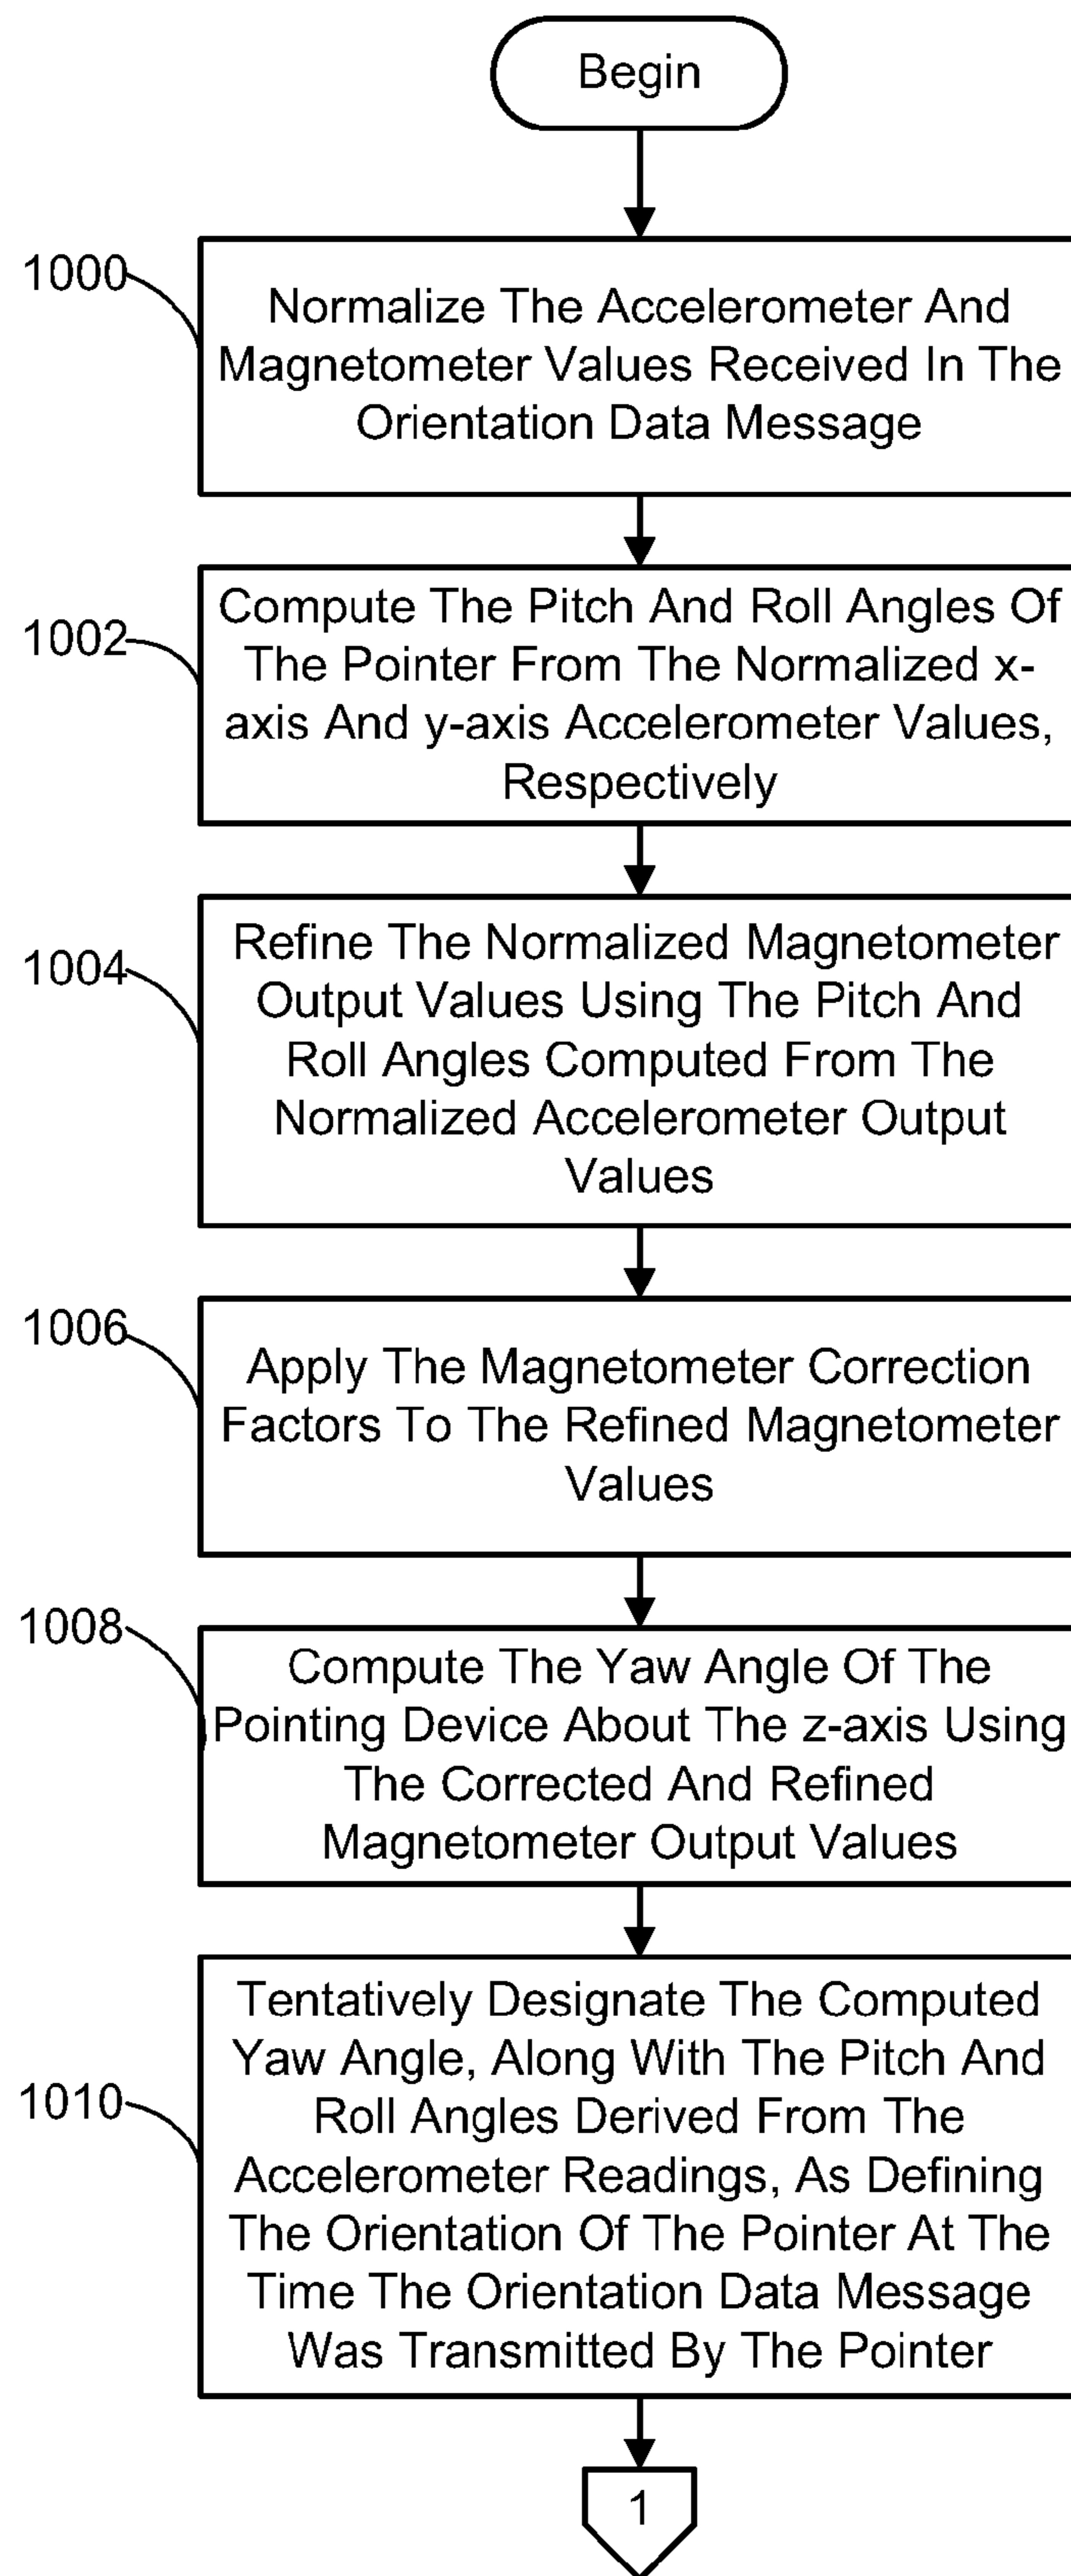 Begin
1000
Normalize The Accelerometer And
Magnetometer Values Received In The
Orientation Data Message
1002
Compute The Pitch And Roll Angles Of
The Pointer From The Normalized x-
axis And y-axis Accelerometer Values,
Respectively
1004
Refine The Normalized Magnetometer
Output Values Using The Pitch And
Roll Angles Computed From The
Normalized Accelerometer Output
Values
1006
Apply The Magnetometer Correction
Factors To The Refined Magnetometer
Values
1008
Compute The Yaw Angle Of The
Pointing Device About The z-axis Using
The Corrected And Refined
Magnetometer Output Values
1010
Tentatively Designate The Computed
Yaw Angle, Along With The Pitch And
Roll Angles Derived From The
Accelerometer Readings, As Defining
The Orientation Of The Pointer At The
Time The Orientation Data Message
Was Transmitted By The Pointer
1